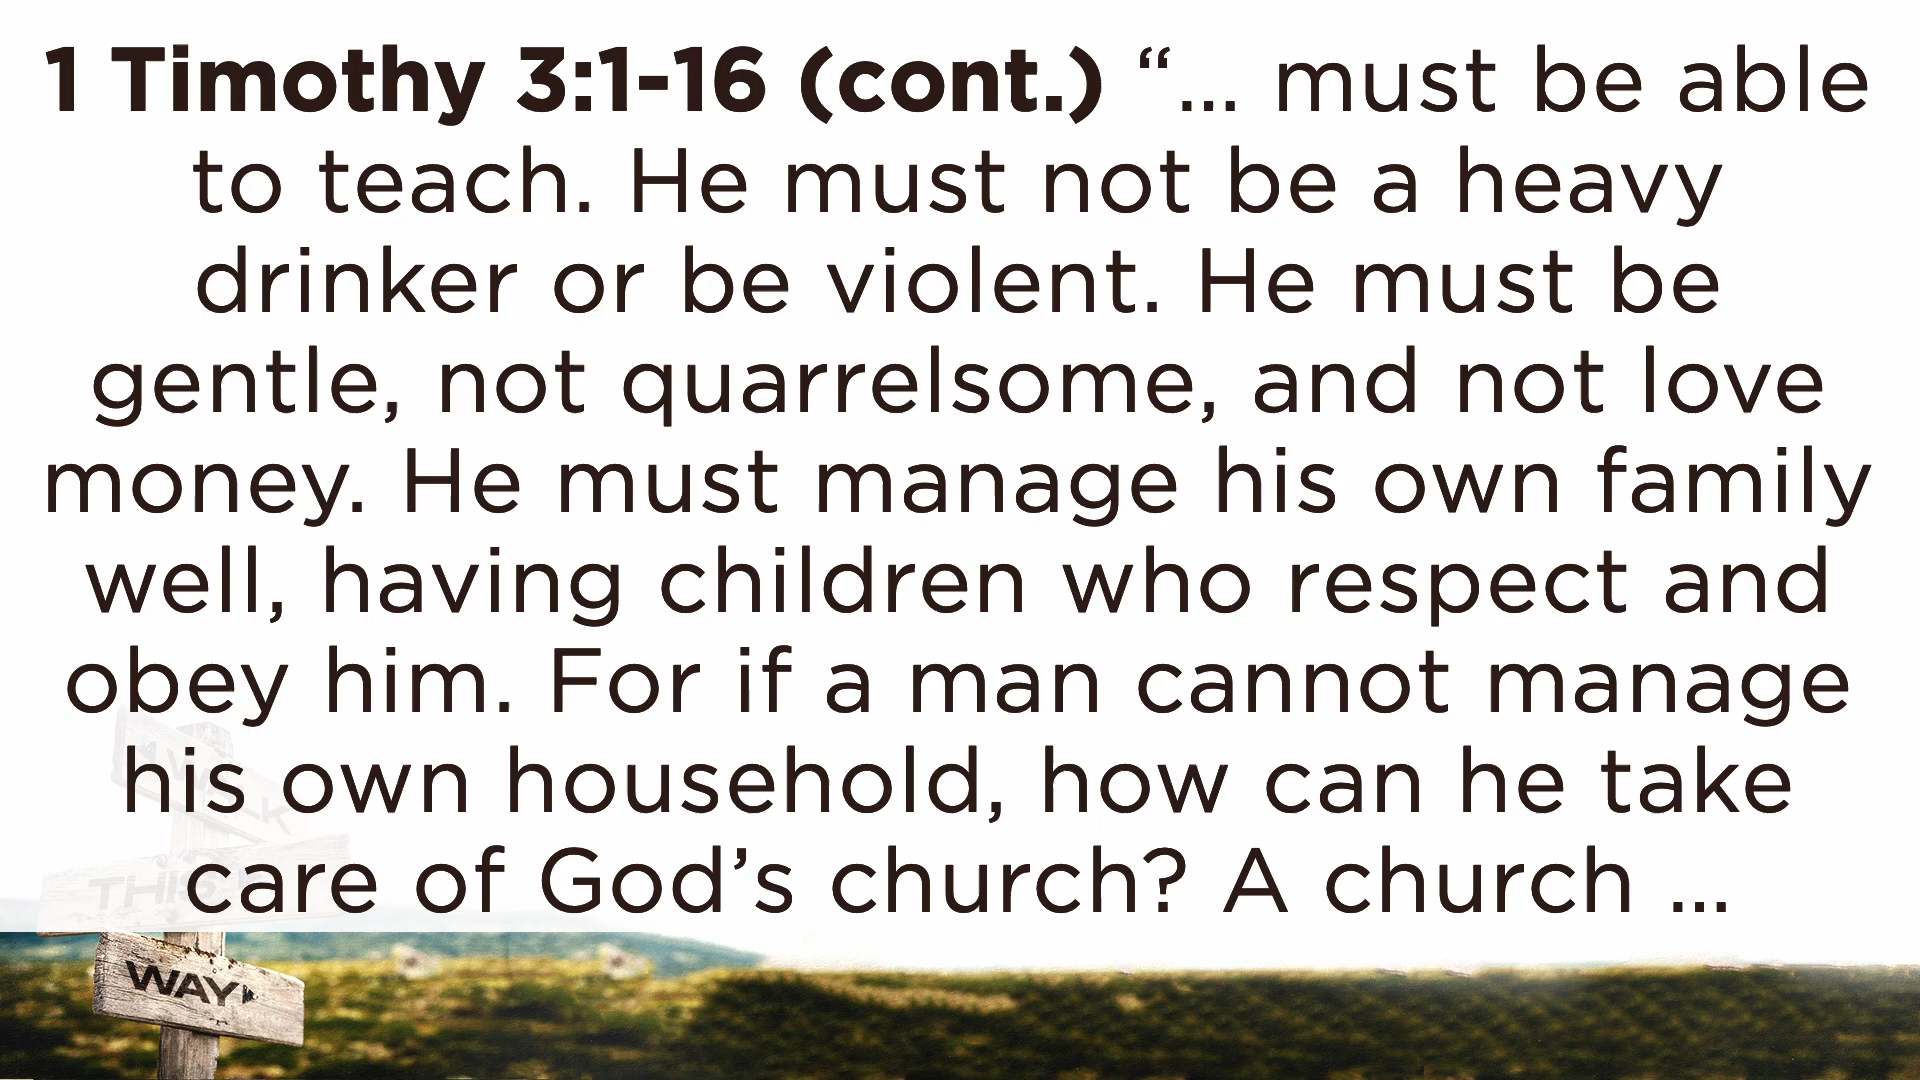 1 Timothy 3:1-16 (cont.) “... must be able
to teach. He must not be a heavy
drinker or be violent. He must be
gentle, not quarrelsome, and not love
money. He must manage his own family
well, having children who respect and
obey him. For if a man cannot manage
his own household, how can he take
care of God’s church? A church ...
WALK
THIS
WAY